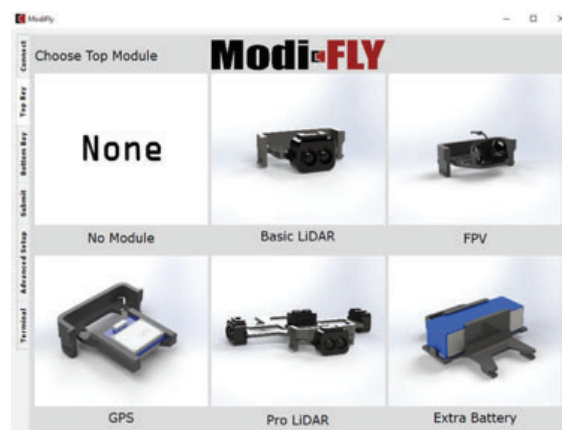 ModiFly
Connect
Top Bay
Bottom Bay
Submit
Advanced Setup
Terminal
Choose Top Module
Modi-FLY
None
No Module
Basic LiDAR
FPV
GPS
Pro LiDAR
Extra Battery